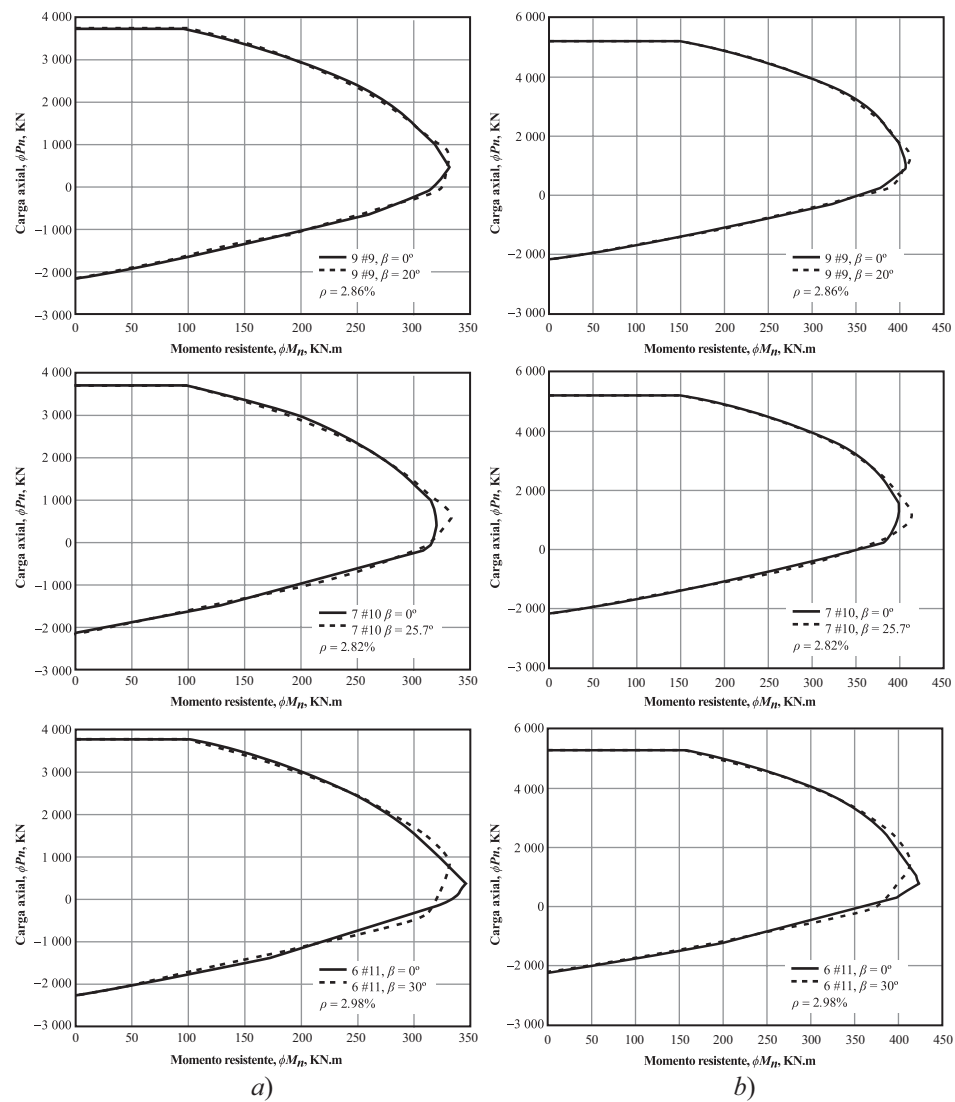 4 000
3 000
2 000
1 000
0
–1 000
–2 000
–3 000
Carga axial, ϕPn, KN
0 50 100 150 200 250 300 350
Momento resistente, ϕMn, KN.m
9 #9, β = 0º
9 #9, β = 20º
ρ = 2.86%
6 000
4 000
2 000
0
–2 000
–3 000
Carga axial, ϕPn, KN
0 50 100 150 200 250 300 350 400 450
Momento resistente, ϕMn, KN.m
9 #9, β = 0º
9 #9, β = 20º
ρ = 2.86%
4 000
3 000
2 000
1 000
0
–1 000
–2 000
–3 000
Carga axial, ϕPn, KN
0 50 100 150 200 250 300 350
Momento resistente, ϕMn, KN.m
7 #10 β = 0º
7 #10 β = 25.7º
ρ = 2.82%
6 000
4 000
2 000
0
–2 000
–3 000
Carga axial, ϕPn, KN
0 50 100 150 200 250 300 350 400 450
Momento resistente, ϕMn, KN.m
7 #10, β = 0º
7 #10, β = 25.7º
ρ = 2.82%
4 000
3 000
2 000
1 000
0
–1 000
–2 000
–3 000
Carga axial, ϕPn, KN
0 50 100 150 200 250 300 350
Momento resistente, ϕMn, KN.m
6 #11, β = 0º
6 #11, β = 30º
ρ = 2.98%
6 000
4 000
2 000
0
–2 000
–3 000
Carga axial, ϕPn, KN
0 50 100 150 200 250 300 350 400 450
Momento resistente, ϕMn, KN.m
6 #11, β = 0º
6 #11, β = 30º
ρ = 2.98%
a)
b)